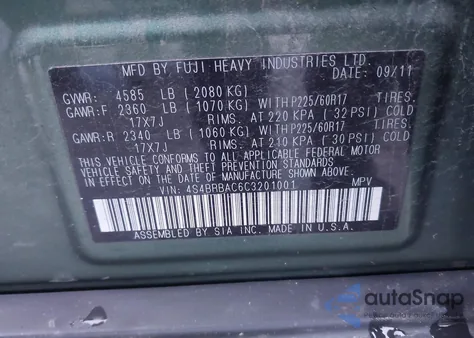 MFD BY FUJI HEAVY INDUSTRIES LTD.
DATE: 09/11
GVWR: 4585 LB (2080 KG)
GAWR:F 2360 LB (1070 KG) WITH P225/60R17 TIRES.
17X7J RIMS. AT 220 KPA (32 PSI) COLD
GAWR:R 2340 LB (1060 KG) WITH P225/60R17 TIRES.
17X7J RIMS. AT 210 KPA (30 PSI) COLD
THIS VEHICLE CONFORMS TO ALL APPLICABLE FEDERAL MOTOR
VEHICLE SAFETY AND THEFT PREVENTION STANDARDS
IN EFFECT ON THE DATE OF MANUFACTURE SHOWN ABOVE.
VIN: 4S4BRBAC6C3201001 MPV
ASSEMBLED BY SIA INC. MADE IN U.S.A.
autoSnap